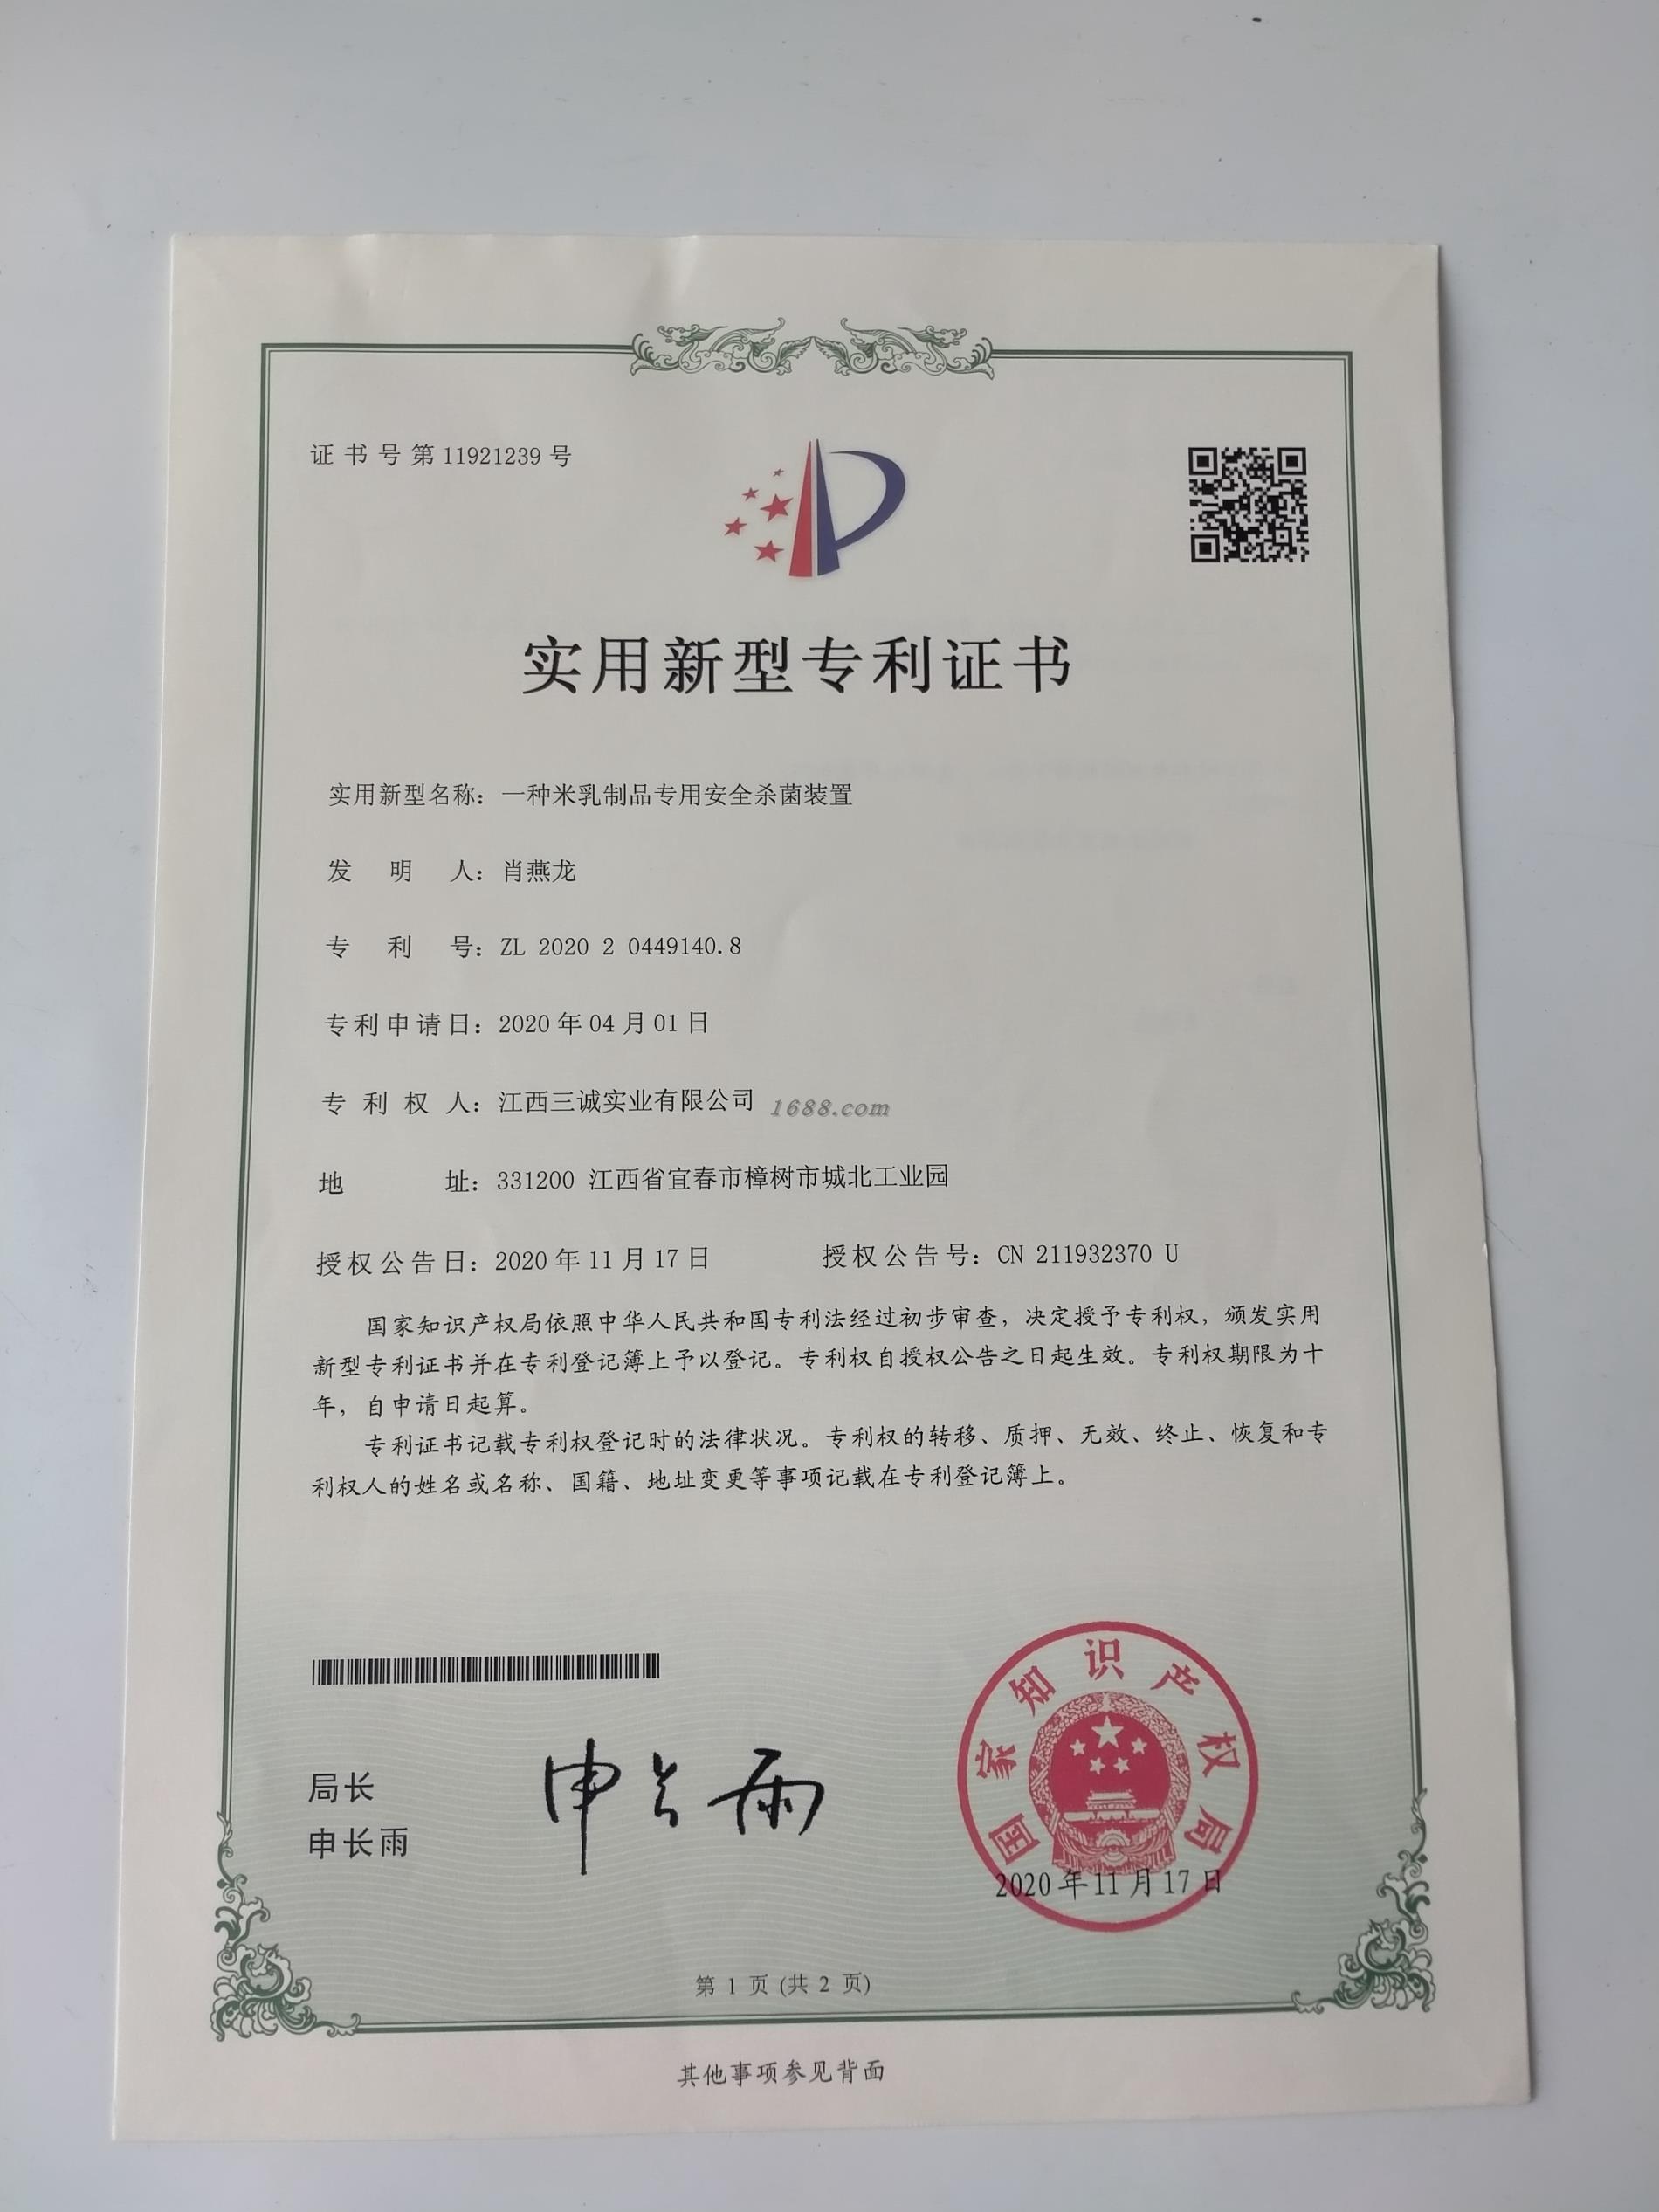 证书号第11921239号
实用新型专利证书
实用新型名称：一种米乳制品专用安全杀菌装置
发明人：肖燕龙
专利号：ZL 2020 2 0449140.8
专利申请日：2020年04月01日
专利权人：江西三诚实业有限公司
1688.com
地址：331200 江西省宜春市樟树市城北工业园
授权公告日：2020年11月17日 授权公告号：CN 211932370 U
国家知识产权局依照中华人民共和国专利法经过初步审查，决定授予专利权，颁发实用
新型专利证书并在专利登记簿上予以登记。专利权自授权公告之日起生效。专利权期限为十
年，自申请日起算。
专利证书记载专利权登记时的法律状况。专利权的转移、质押、无效、终止、恢复和专
利权人的姓名或名称、国籍、地址变更等事项记载在专利登记簿上。
局长
申长雨
申长雨
国家知识产权局
2020年11月17日
第 1 页 (共 2 页)
其他事项参见背面